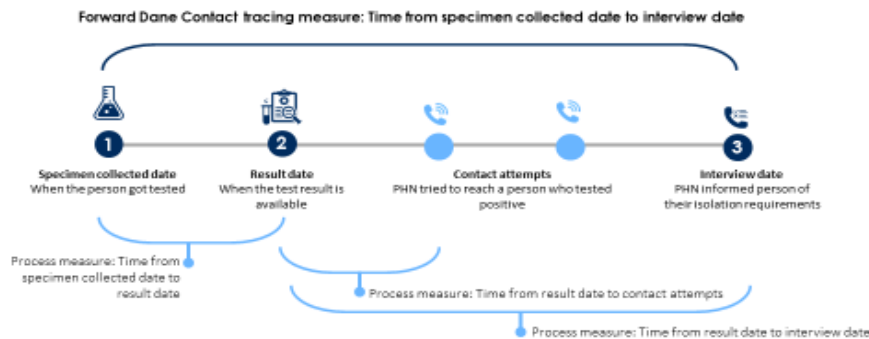 Forward Dane Contact tracing measure: Time from specimen collected date to interview date
1
2
3
Specimen collected date
When the person got tested
Result date
When the test result is
available
Contact attempts
PHN tried to reach a person who tested
positive
Interview date
PHN informed person of
their isolation requirements
Process measure: Time from
specimen collected date to
result date
Process measure: Time from result date to contact attempts
Process measure: Time from result date to interview date